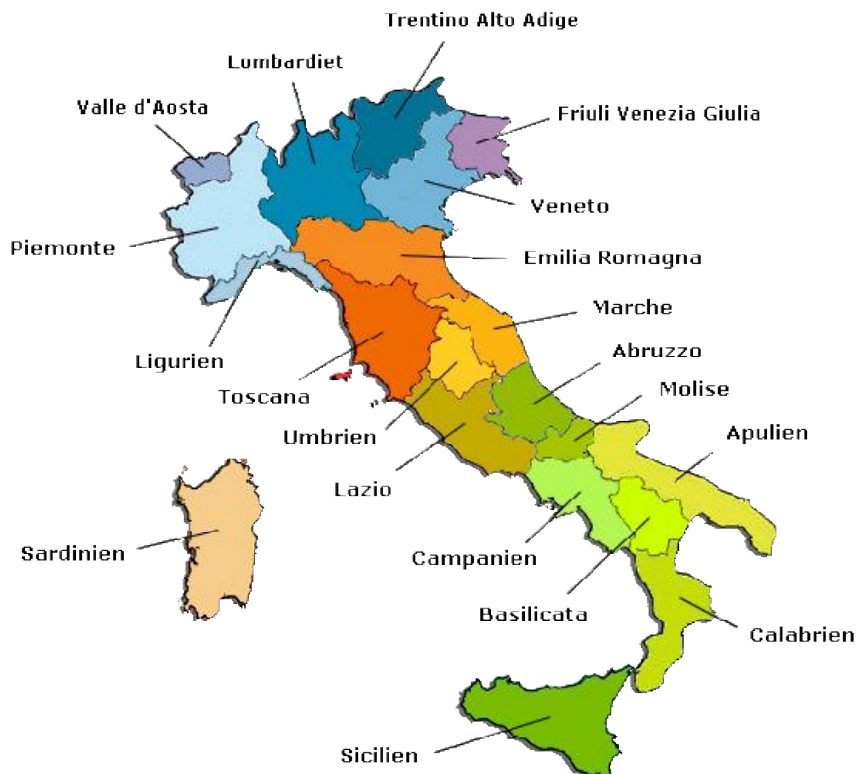 Trentino Alto Adige
Lombardiet
Valle d'Aosta
Friuli Venezia Giulia
Veneto
Piemonte
Emilia Romagna
Marche
Ligurien
Abruzzo
Toscana
Molise
Umbrien
Apulien
Lazio
Sardinien
Campanien
Basilicata
Calabrien
Sicilien